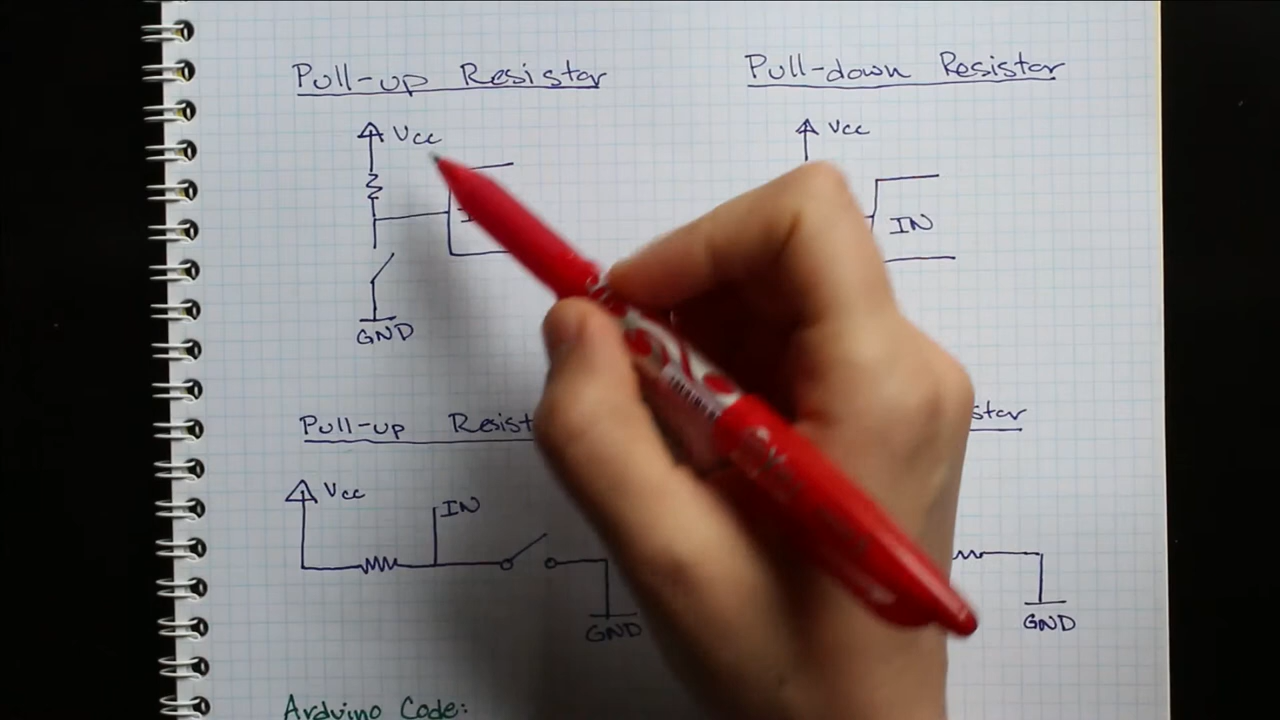 Pull-up Resistor
Pull-down Resistor
Vcc
Vcc
IN
GND
Pull-up
Vcc
IN
GND
GND
Arduino Code: